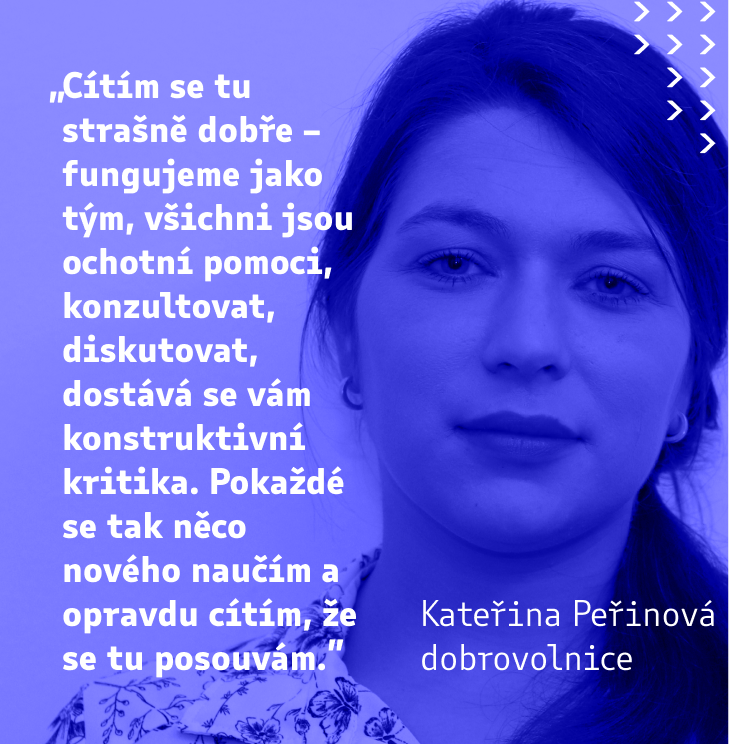 „Cítím se tu
strašně dobře –
fungujeme jako
tým, všichni jsou
ochotní pomoci,
konzultovat,
diskutovat,
dostává se vám
konstruktivní
kritika. Pokaždé
se tak něco
nového naučím a
opravdu cítím, že
se tu posouvám.”
Kateřina Peřinová
dobrovolnice